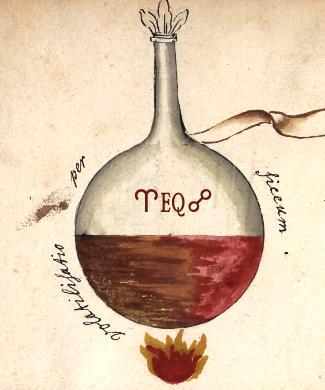 ♈EQ☍
volatilisatio
per
siccum.